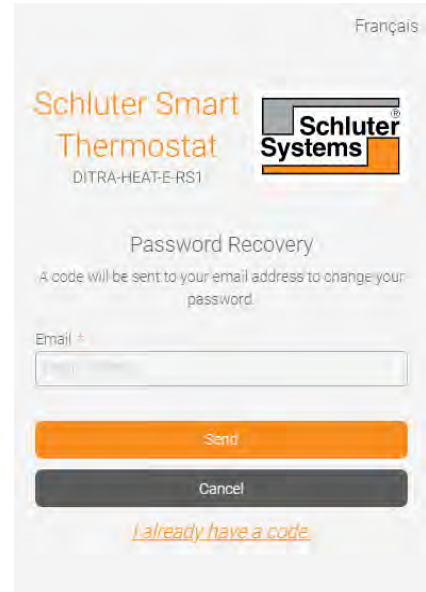 Français
Schluter Smart
Thermostat
DITRA-HEAT-E-RS1
Schluter®
Systems
Password Recovery
A code will be sent to your email address to change your
password.
Email *
Send
Cancel
I already have a code.